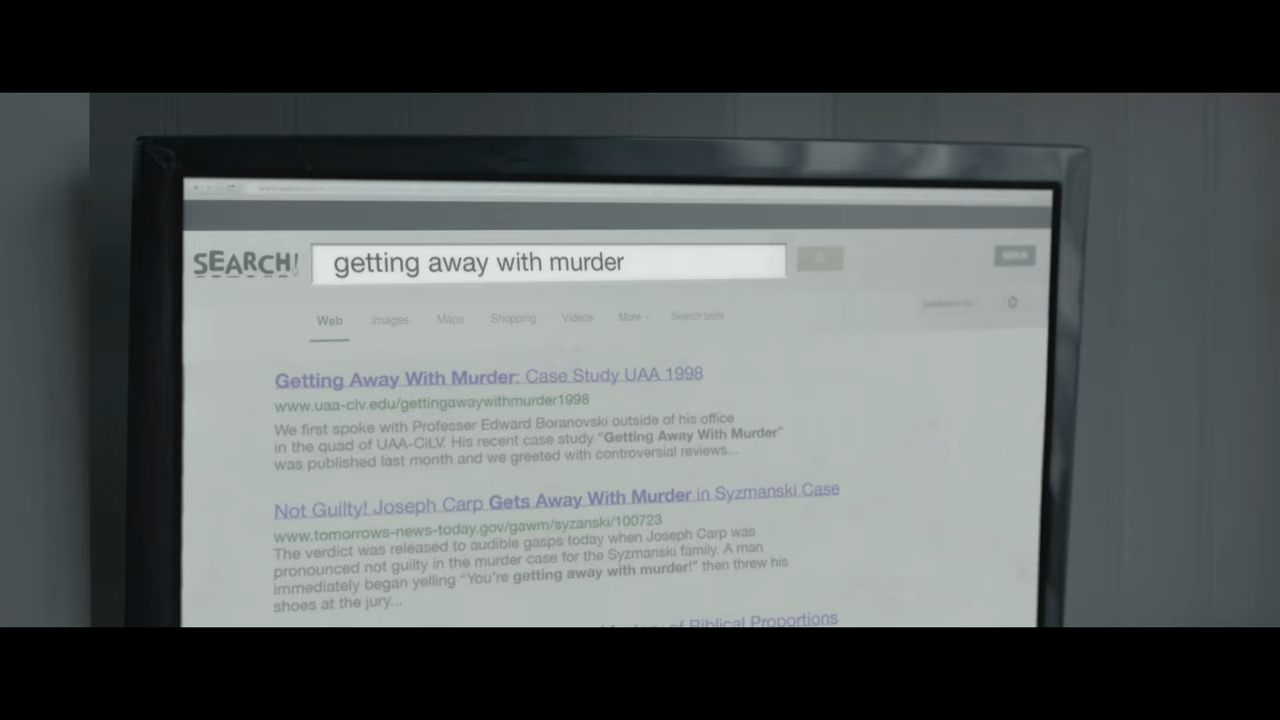 SEARCH!
getting away with murder
Web Images Maps Shopping Videos More Search tools
Getting Away With Murder: Case Study UAA 1998
www.uaa-clv.edu/gettingawaywithmurder1998
We first spoke with Professor Edward Boranovski outside of his office
in the quad of UAA-CiLV. His recent case study "Getting Away With Murder"
was published last month and we greeted with controversial reviews...
Not Guilty! Joseph Carp Gets Away With Murder in Syzmanski Case
www.tomorrows-news-today.gov/gawm/syzanski/100723
The verdict was released to audible gasps today when Joseph Carp was
pronounced not guilty in the murder case for the Syzmanski family. A man
immediately began yelling "You're getting away with murder!" then threw his
shoes at the jury...
of Biblical Proportions